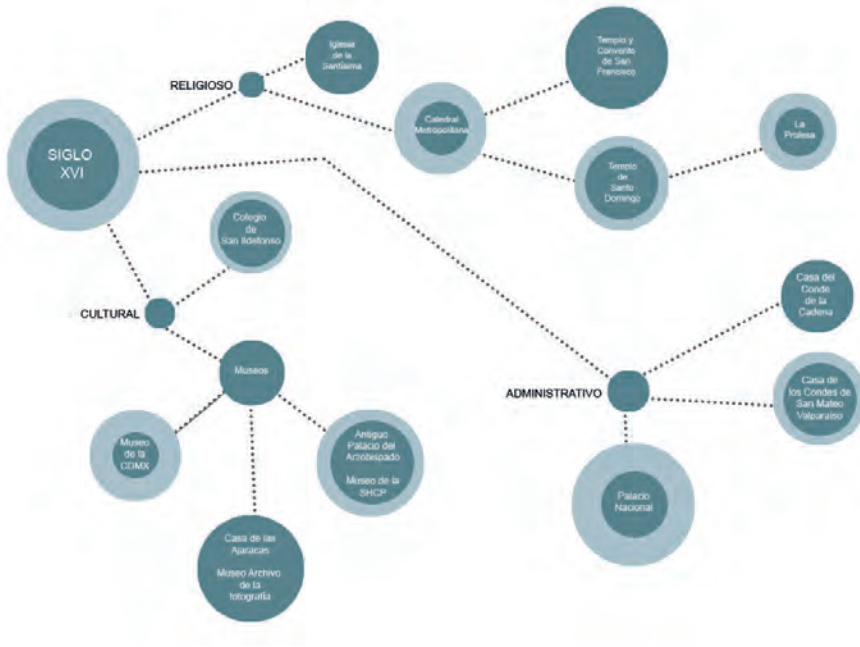 SIGLO
XVI
RELIGIOSO
Iglesia
de la
Santísima
Catedral
Metropolitana
Templo y
Convento
de San
Francisco
Templo
de
Santo
Domingo
La
Profesa
CULTURAL
Colegio
de
San Ildefonso
Museos
Museo
de la
CDMX
Casa de las
Ajaracas
Museo Archivo
de la
fotografía
Antiguo
Palacio del
Arzobispado
Museo de la
SHCP
ADMINISTRATIVO
Casa del
Conde
de la
Cadena
Casa de
los Condes de
San Mateo
Valparaíso
Palacio
Nacional